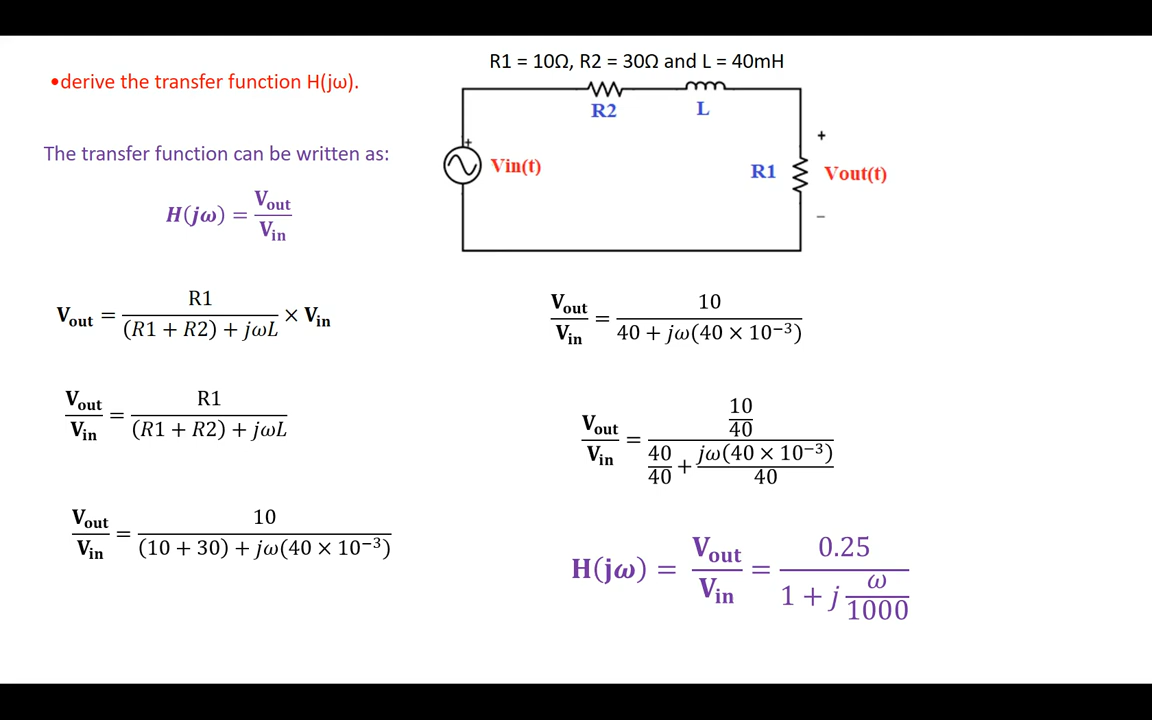 R1 = 10Ω, R2 = 30Ω and L = 40mH
•derive the transfer function H(jω).
R2
L
The transfer function can be written as:
+
Vin(t)
R1
+
Vout(t)
−
H(jω) = Vout/Vin
Vout = R1/((R1 + R2) + jωL) × Vin
Vout/Vin = R1/((R1 + R2) + jωL)
Vout/Vin = 10/((10 + 30) + jω(40 × 10⁻³))
Vout/Vin = 10/(40 + jω(40 × 10⁻³))
Vout/Vin = (10/40)/(40/40 + jω(40 × 10⁻³)/40)
H(jω) = Vout/Vin = 0.25/(1 + j ω/1000)